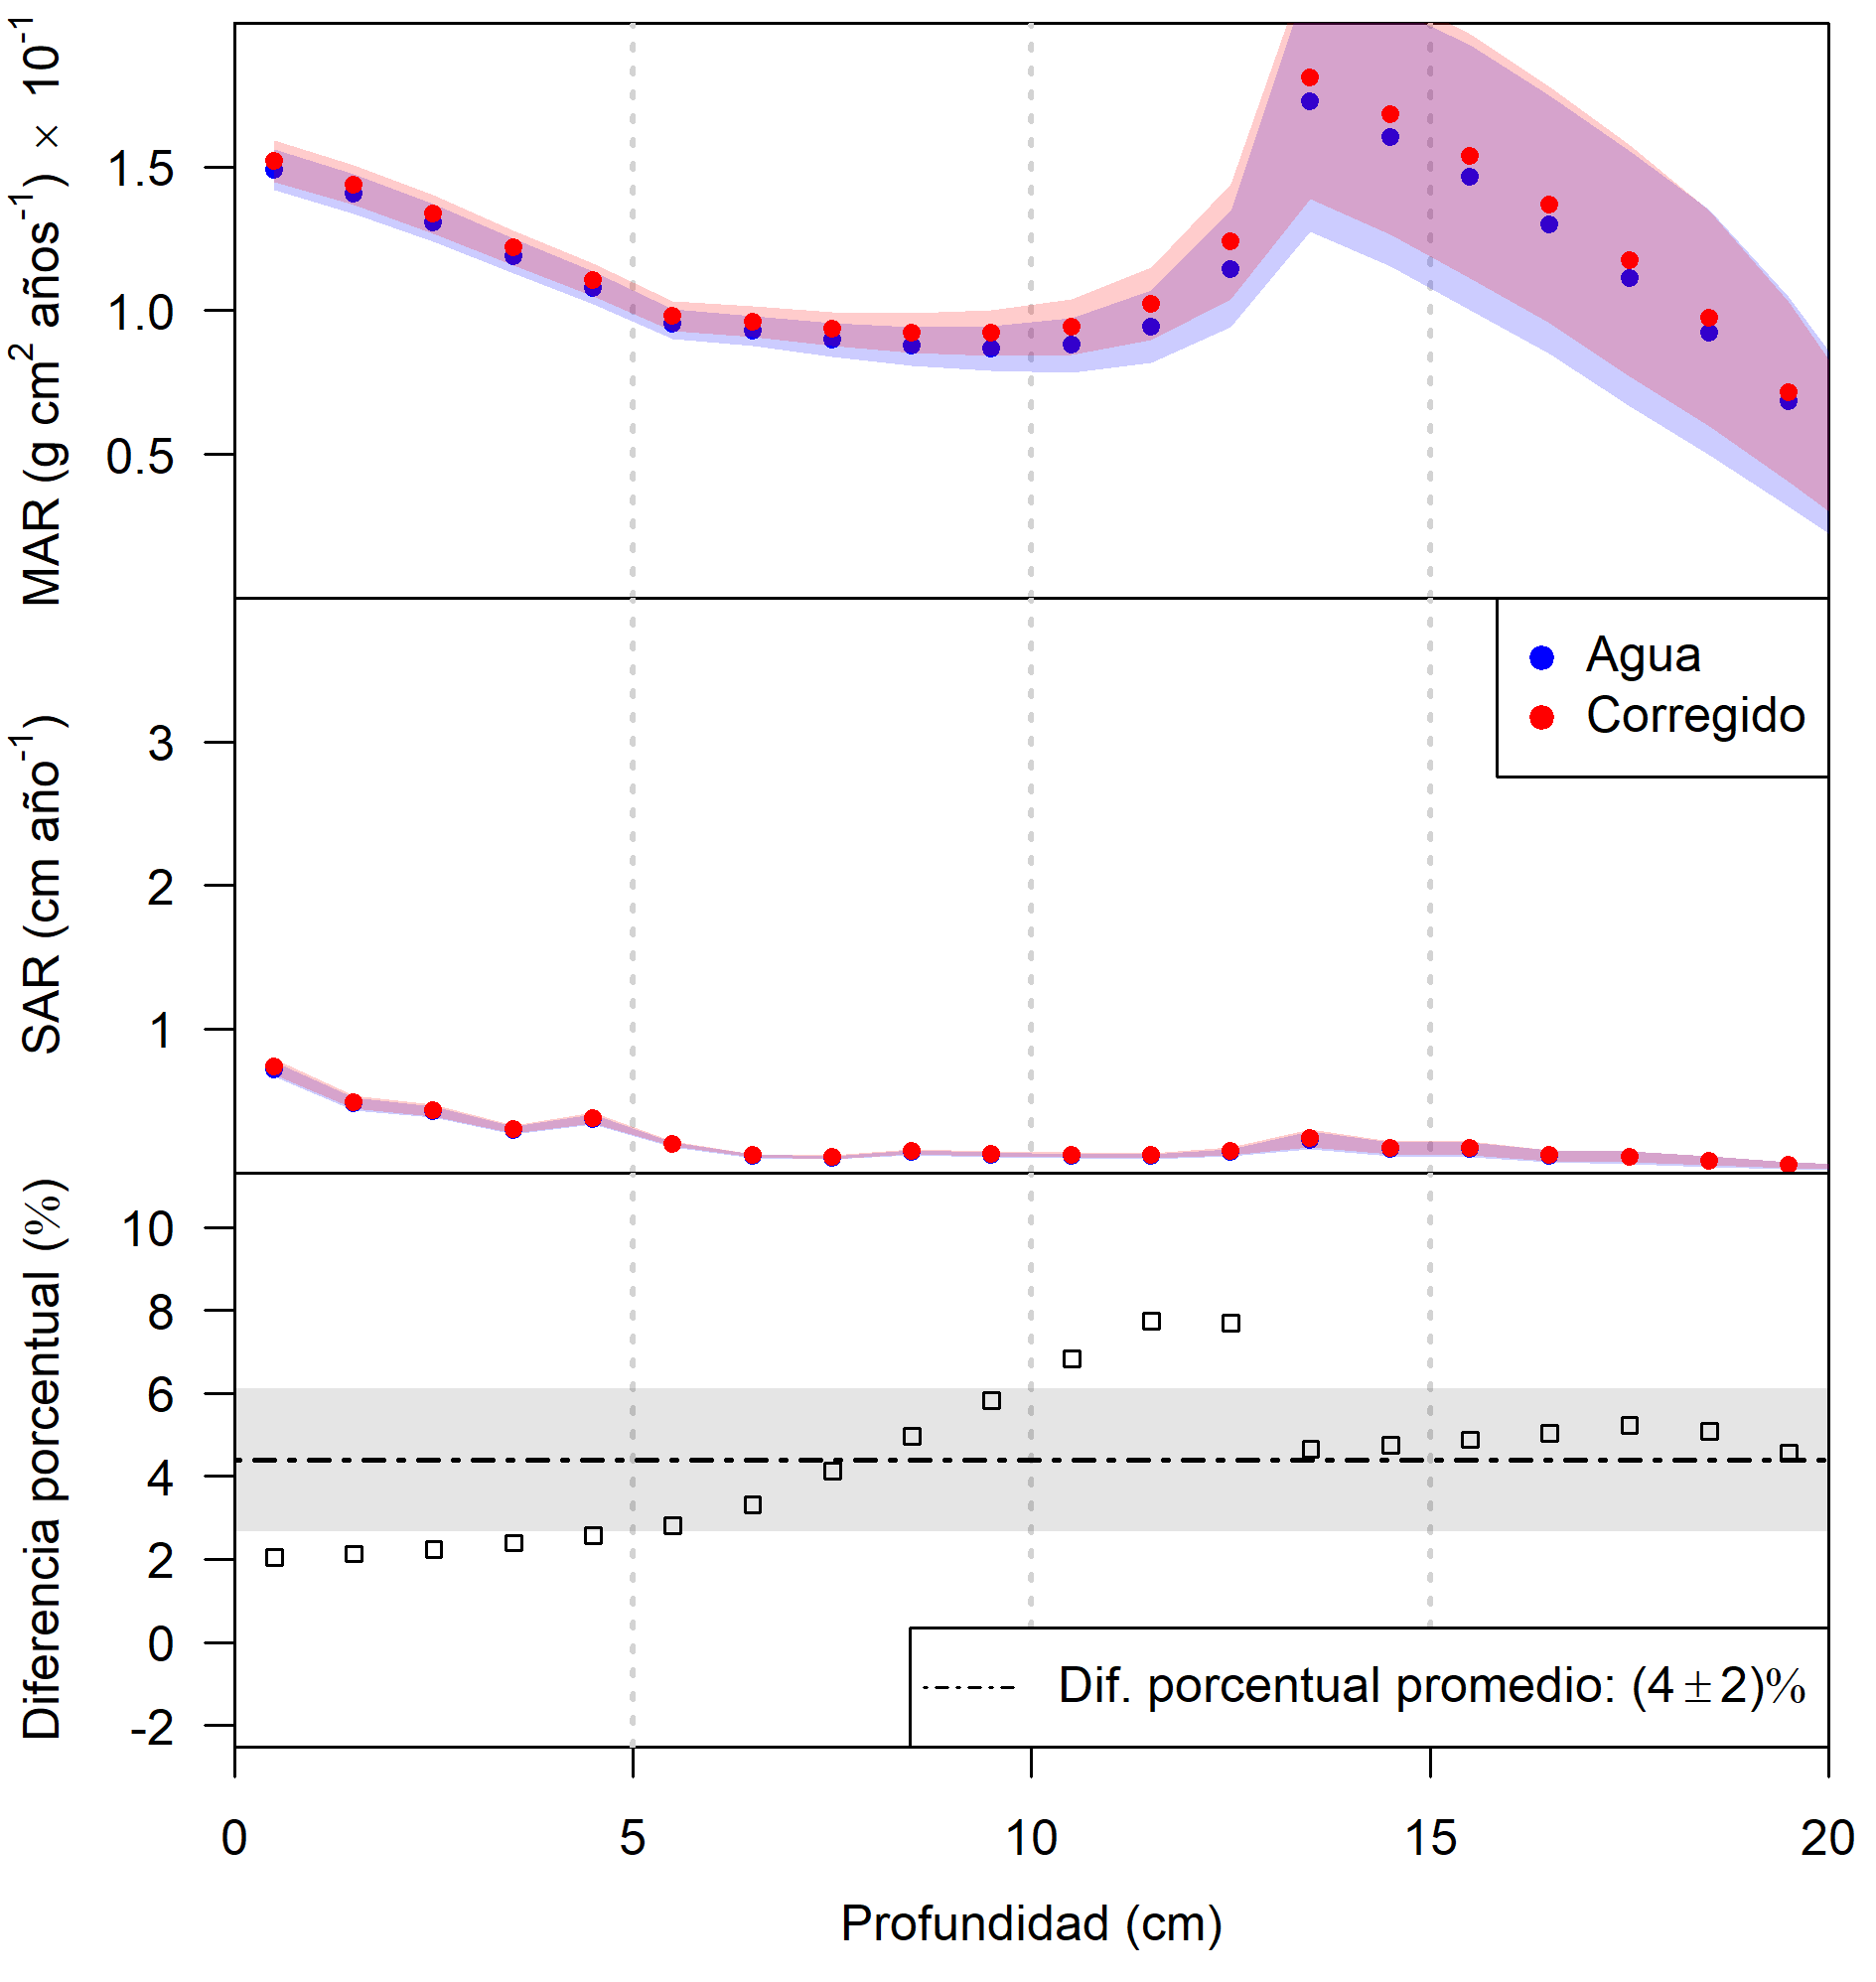 MAR (g cm² años⁻¹) × 10⁻¹
1.5
1.0
0.5
SAR (cm año⁻¹)
3
2
1
Agua
Corregido
Diferencia porcentual (%)
10
8
6
4
2
0
-2
Dif. porcentual promedio: (4 ± 2)%
0 5 10 15 20
Profundidad (cm)